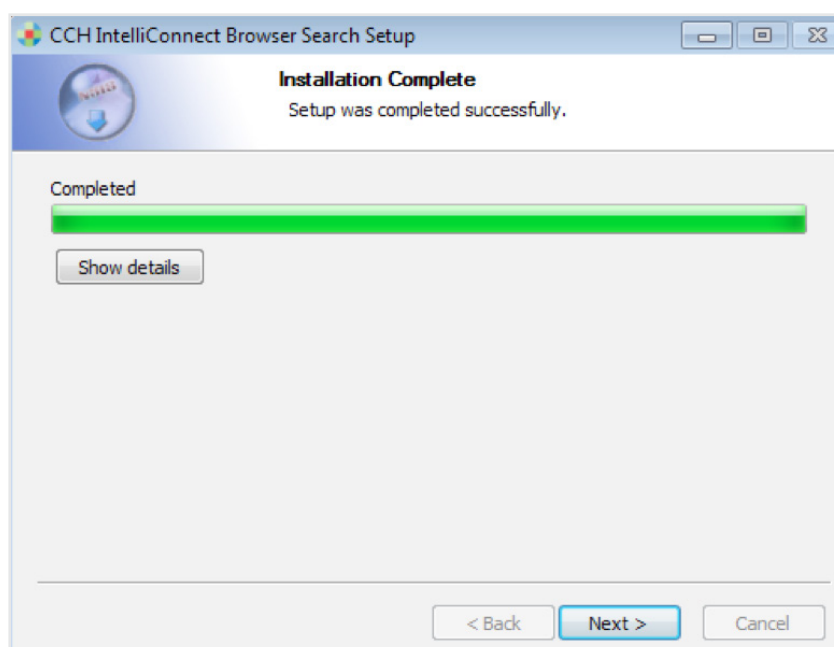 CCH IntelliConnect Browser Search Setup
Installation Complete
Setup was completed successfully.
Completed
Show details
< Back
Next >
Cancel